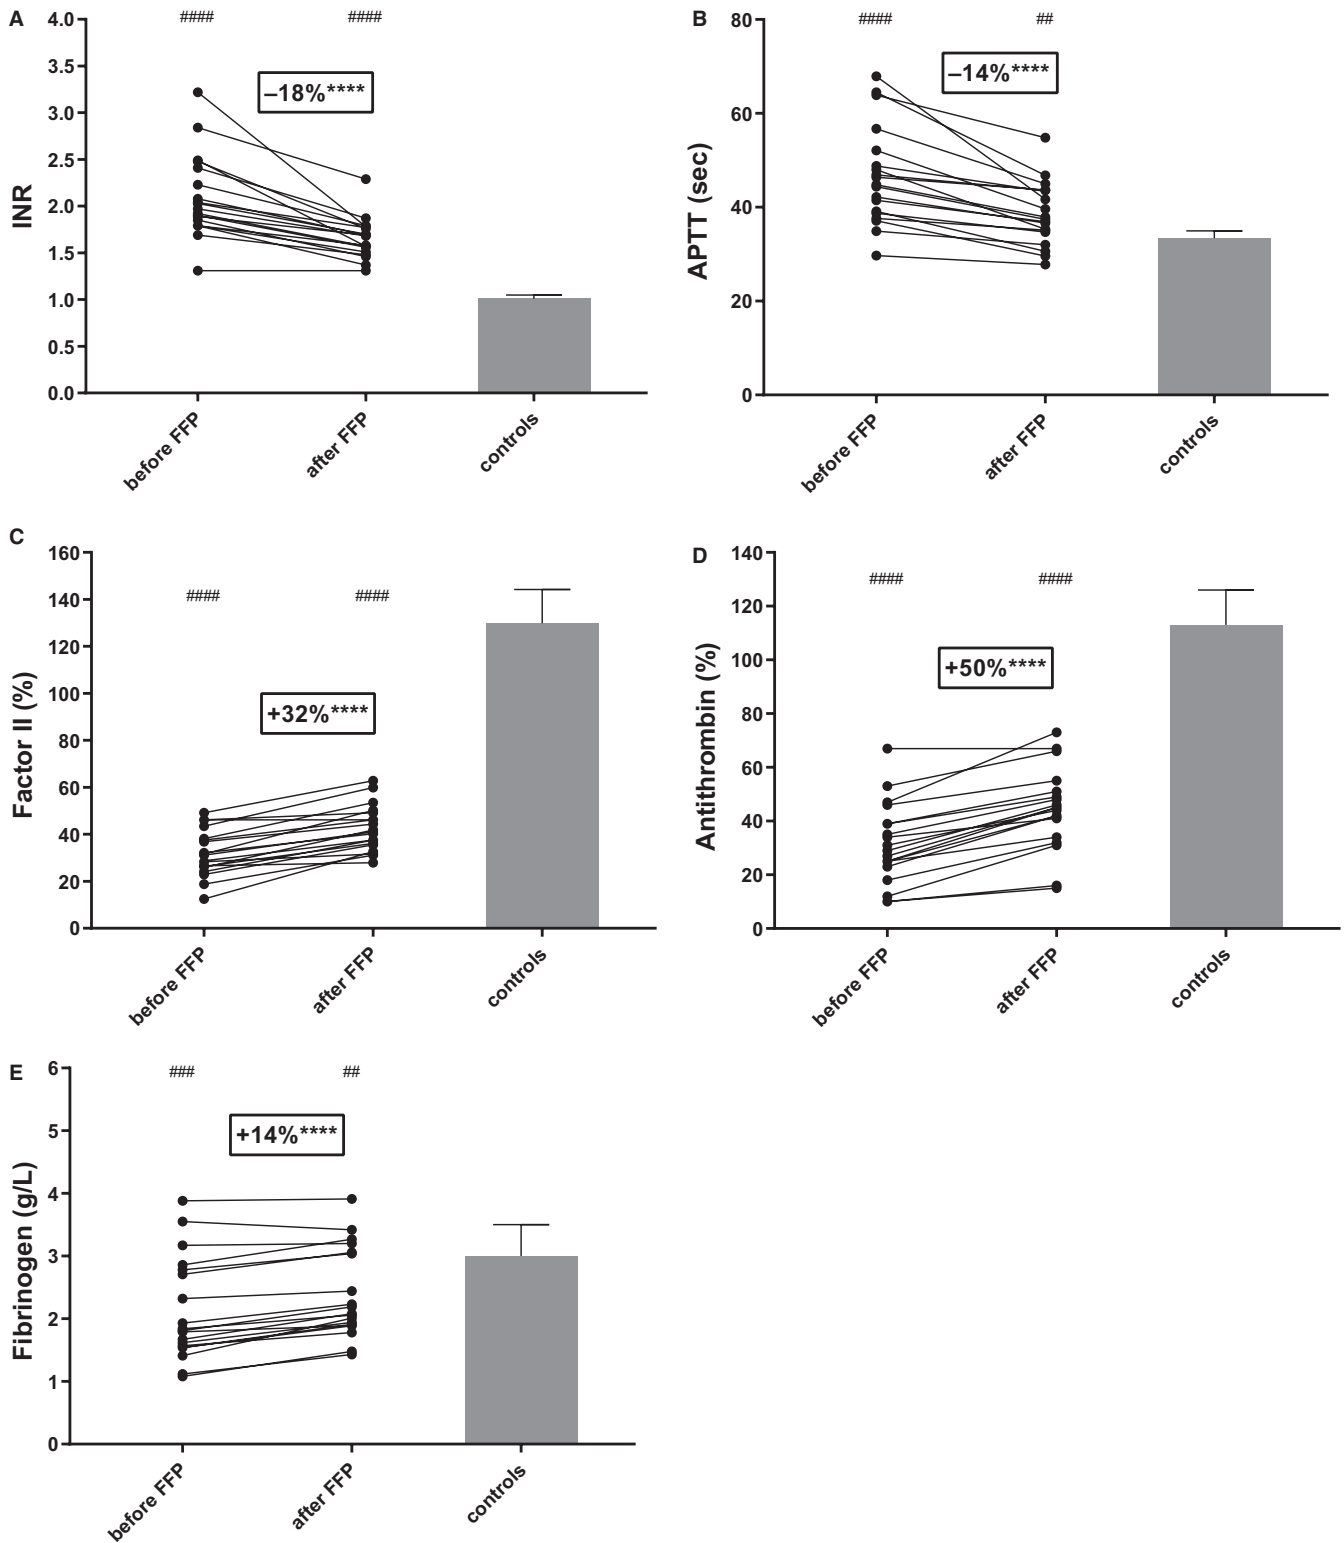 A
INR
4.0
3.5
3.0
2.5
2.0
1.5
1.0
0.5
0.0
#### ####
–18%****
before FFP
after FFP
controls
B
APTT (sec)
80
60
40
20
0
#### ##
–14%****
before FFP
after FFP
controls
C
Factor II (%)
160
140
120
100
80
60
40
20
0
#### ####
+32%****
before FFP
after FFP
controls
D
Antithrombin (%)
140
120
100
80
60
40
20
0
#### ####
+50%****
before FFP
after FFP
controls
E
Fibrinogen (g/L)
6
5
4
3
2
1
0
### ##
+14%****
before FFP
after FFP
controls